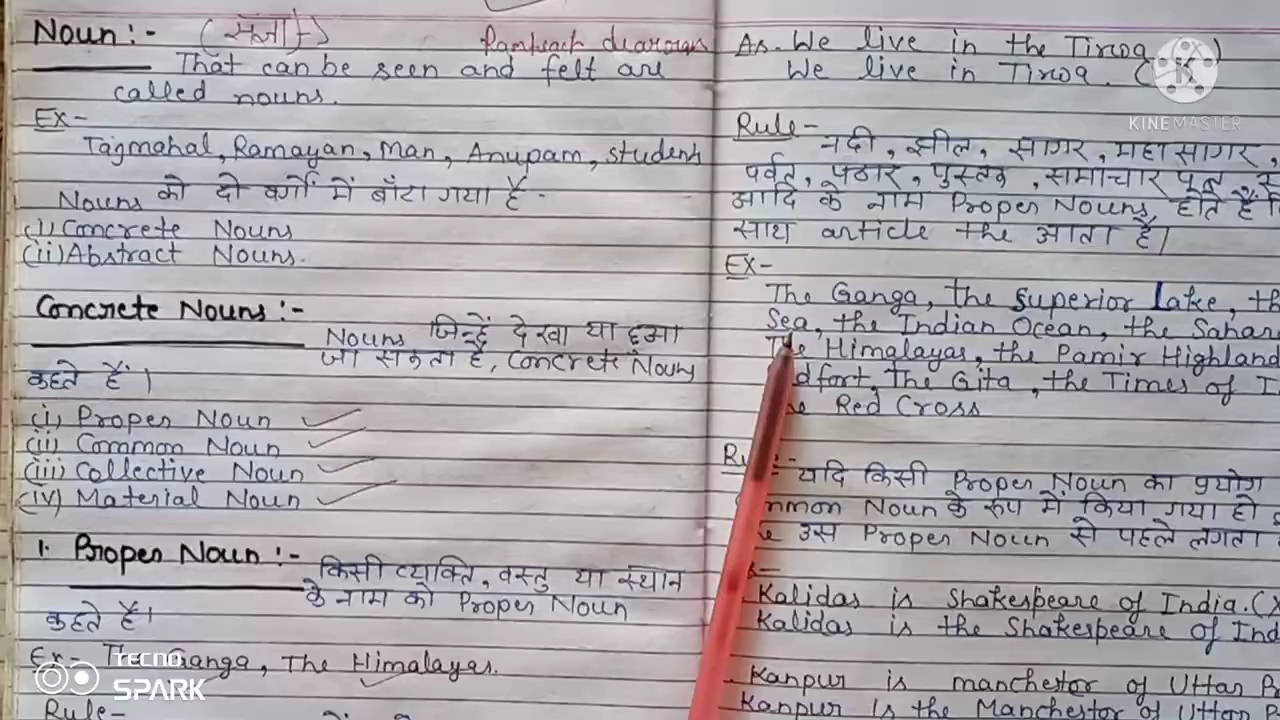 Noun :- (संज्ञा)
That can be seen and felt are
called nouns.
Ex-
Tajmahal, Ramayan, Man, Anupam, student
Nouns को दो वर्गों में बाँटा गया है -
(i) Concrete Nouns
(ii) Abstract Nouns.
Concrete Nouns :-
Nouns जिन्हें देखा या छुआ
जा सकता है, Concrete Nouns
कहते हैं।
(i) Proper Noun
(ii) Common Noun
(iii) Collective Noun
(iv) Material Noun
1. Proper Noun :-
किसी व्यक्ति, वस्तु या स्थान
के नाम को Proper Noun
कहते हैं।
Ex- The Ganga, The Himalayas.
Rule-
As. We live in the Tirwa
We live in Tirwa. (
Rule-
नदी, झील, सागर, महासागर,
पर्वत, पठार, पुस्तक, समाचार पत्र,
आदि के नाम Proper Nouns होते हैं
साथ article the आता है।
Ex-
The Ganga, the Superior Lake, th
Sea, the Indian Ocean, the Sahar
The Himalayas, the Pamir Highland
dfort, The Gita, the Times of I
Red Cross
Rule- यदि किसी Proper Noun का प्रयोग
mmon Noun के रूप में किया गया हो
उस Proper Noun से पहले लगता
Kalidas is Shakespeare of India. (
Kalidas is the Shakespeare of Ind
Kanpur is manchester of Uttar P
Kanpur is the Manchester of Uttar P
K
KINEMASTER
TECNO
SPARK